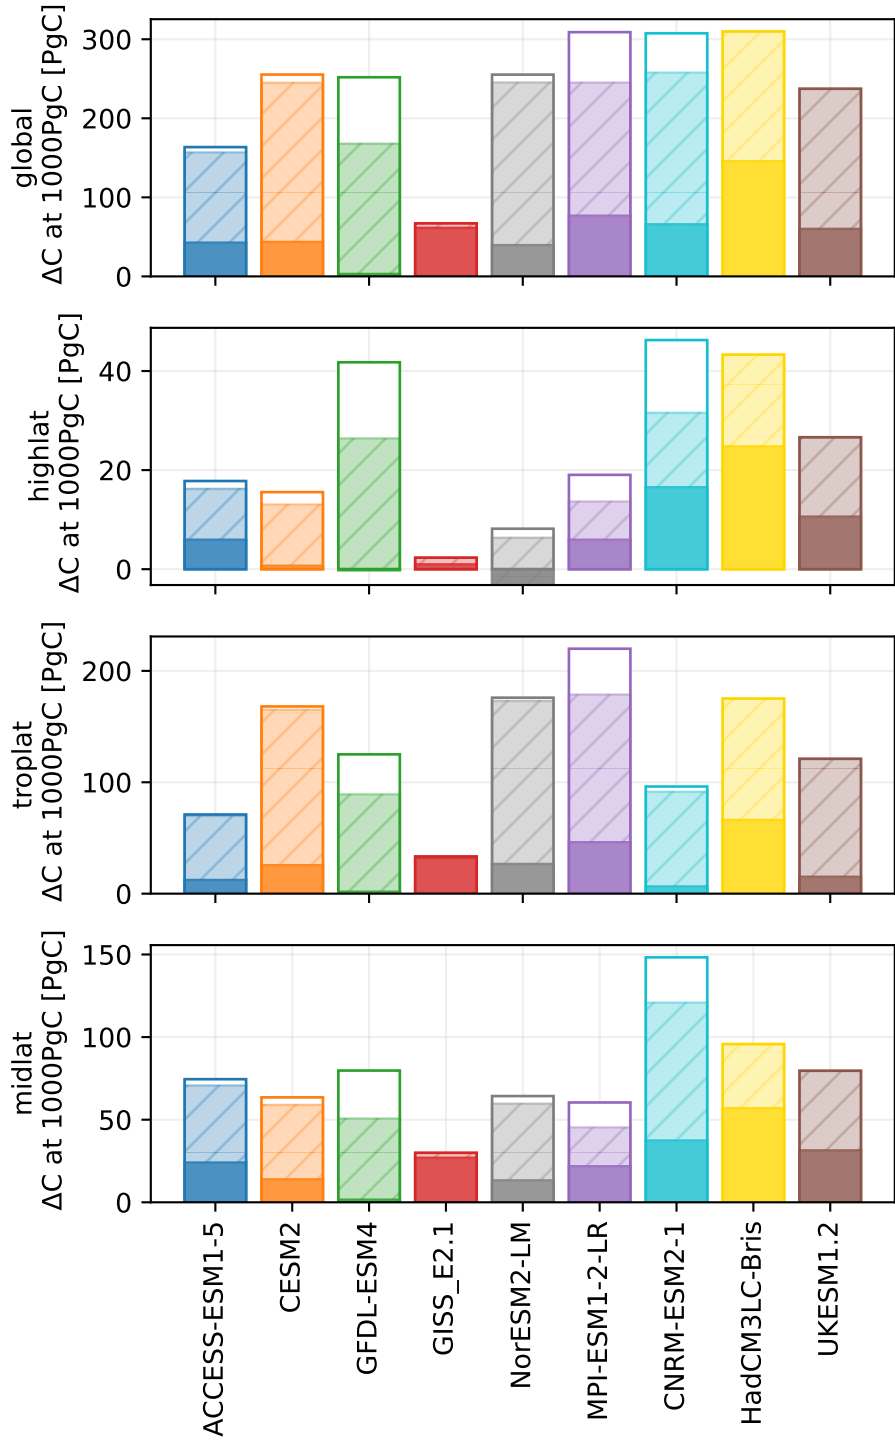 global
ΔC at 1000PgC [PgC]
300
200
100
0
highlat
ΔC at 1000PgC [PgC]
40
20
0
troplat
ΔC at 1000PgC [PgC]
200
100
0
midlat
ΔC at 1000PgC [PgC]
150
100
50
0
ACCESS-ESM1-5
CESM2
GFDL-ESM4
GISS_E2.1
NorESM2-LM
MPI-ESM1-2-LR
CNRM-ESM2-1
HadCM3LC-Bris
UKESM1.2